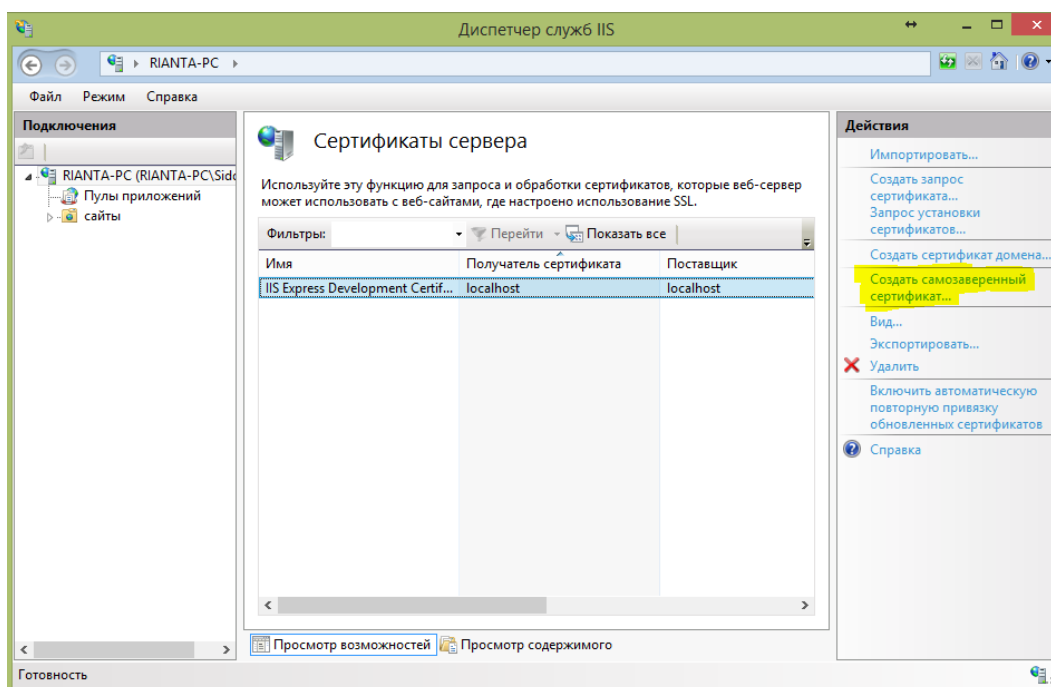 Диспетчер служб IIS
RIANTA-PC
Файл Режим Справка
Подключения
RIANTA-PC (RIANTA-PC\Sido
Пулы приложений
сайты
Сертификаты сервера
Используйте эту функцию для запроса и обработки сертификатов, которые веб-сервер
может использовать с веб-сайтами, где настроено использование SSL.
Фильтры: Перейти Показать все
Имя Получатель сертификата Поставщик
IIS Express Development Certif... localhost localhost
Просмотр возможностей Просмотр содержимого
Действия
Импортировать...
Создать запрос
сертификата...
Запрос установки
сертификатов...
Создать сертификат домена...
Создать самозаверенный
сертификат...
Вид...
Экспортировать...
Удалить
Включить автоматическую
повторную привязку
обновленных сертификатов
Справка
Готовность